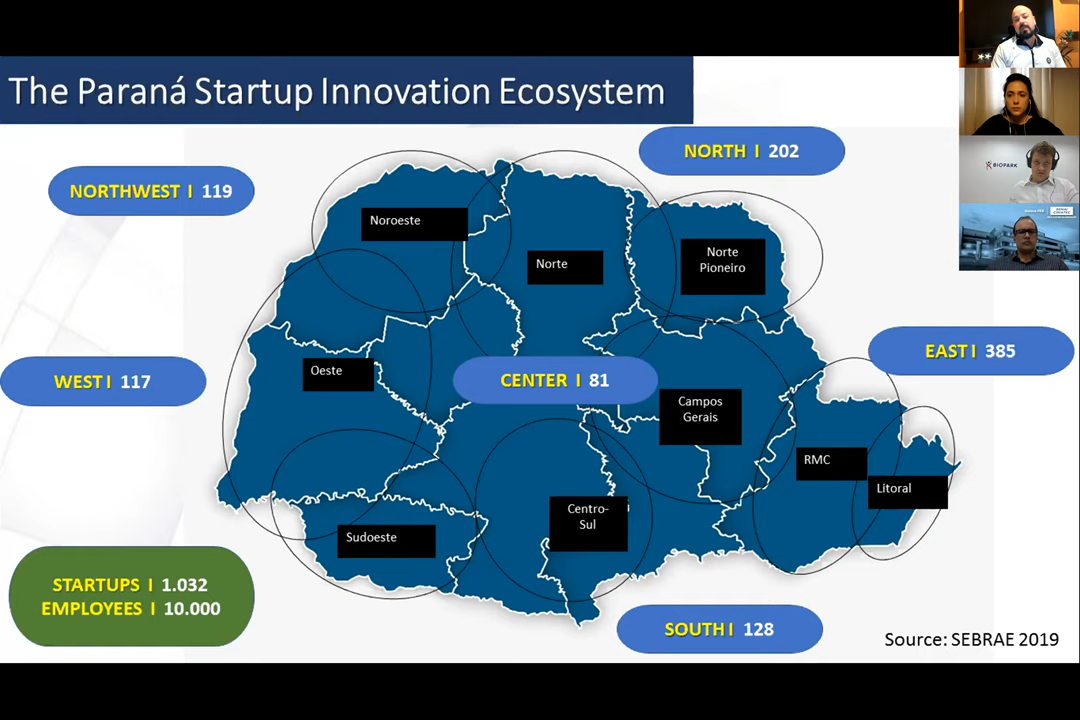 The Paraná Startup Innovation Ecosystem
BIOPARK
NORTH I 202
NORTHWEST I 119
Noroeste
Norte
Norte
Pioneiro
EAST I 385
WEST I 117
Oeste
CENTER I 81
Campos
Gerais
RMC
Litoral
Centro-
Sul
Sudoeste
STARTUPS I 1.032
EMPLOYEES I 10.000
SOUTH I 128
Source: SEBRAE 2019